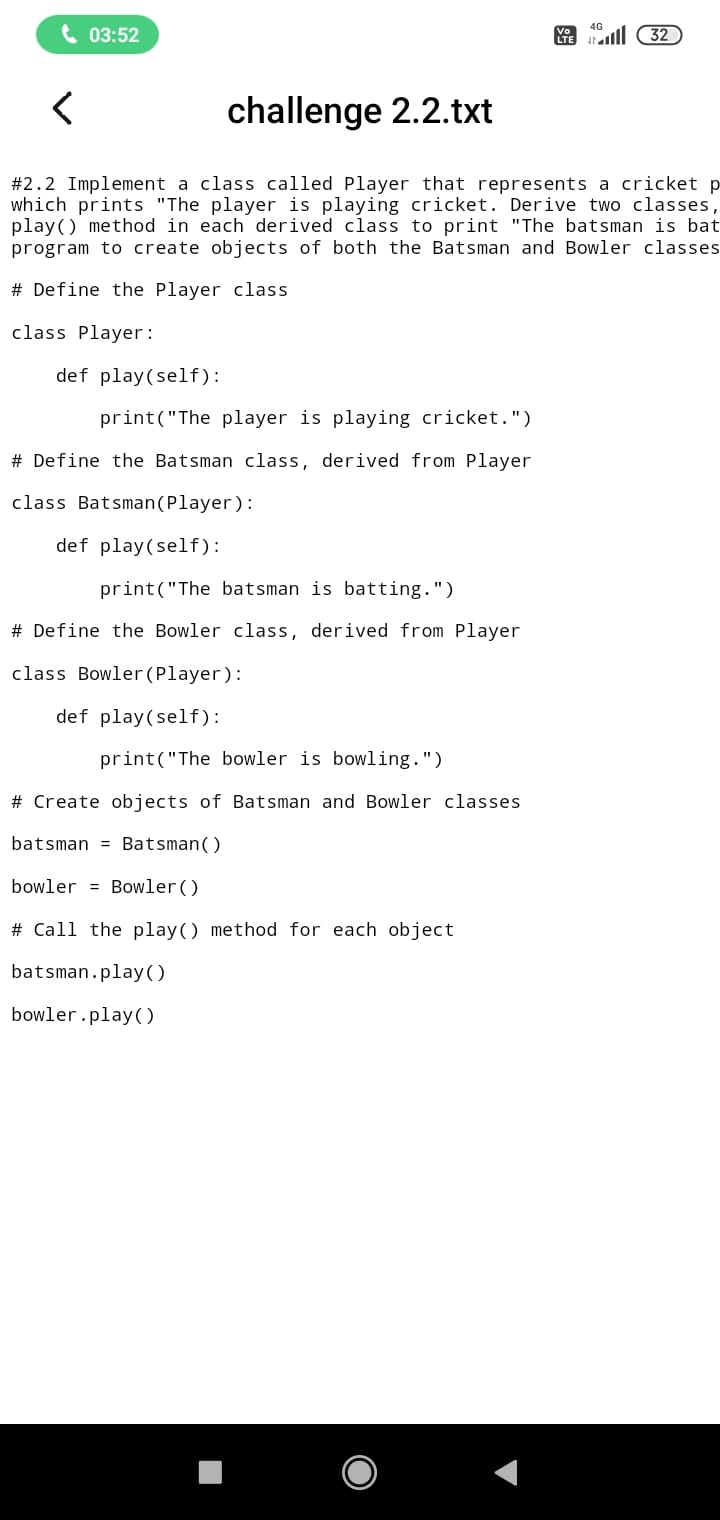 03:52
Vo LTE 4G 32
challenge 2.2.txt
#2.2 Implement a class called Player that represents a cricket p
which prints "The player is playing cricket. Derive two classes,
play() method in each derived class to print "The batsman is bat
program to create objects of both the Batsman and Bowler classes
# Define the Player class
class Player:
    def play(self):
        print("The player is playing cricket.")
# Define the Batsman class, derived from Player
class Batsman(Player):
    def play(self):
        print("The batsman is batting.")
# Define the Bowler class, derived from Player
class Bowler(Player):
    def play(self):
        print("The bowler is bowling.")
# Create objects of Batsman and Bowler classes
batsman = Batsman()
bowler = Bowler()
# Call the play() method for each object
batsman.play()
bowler.play()